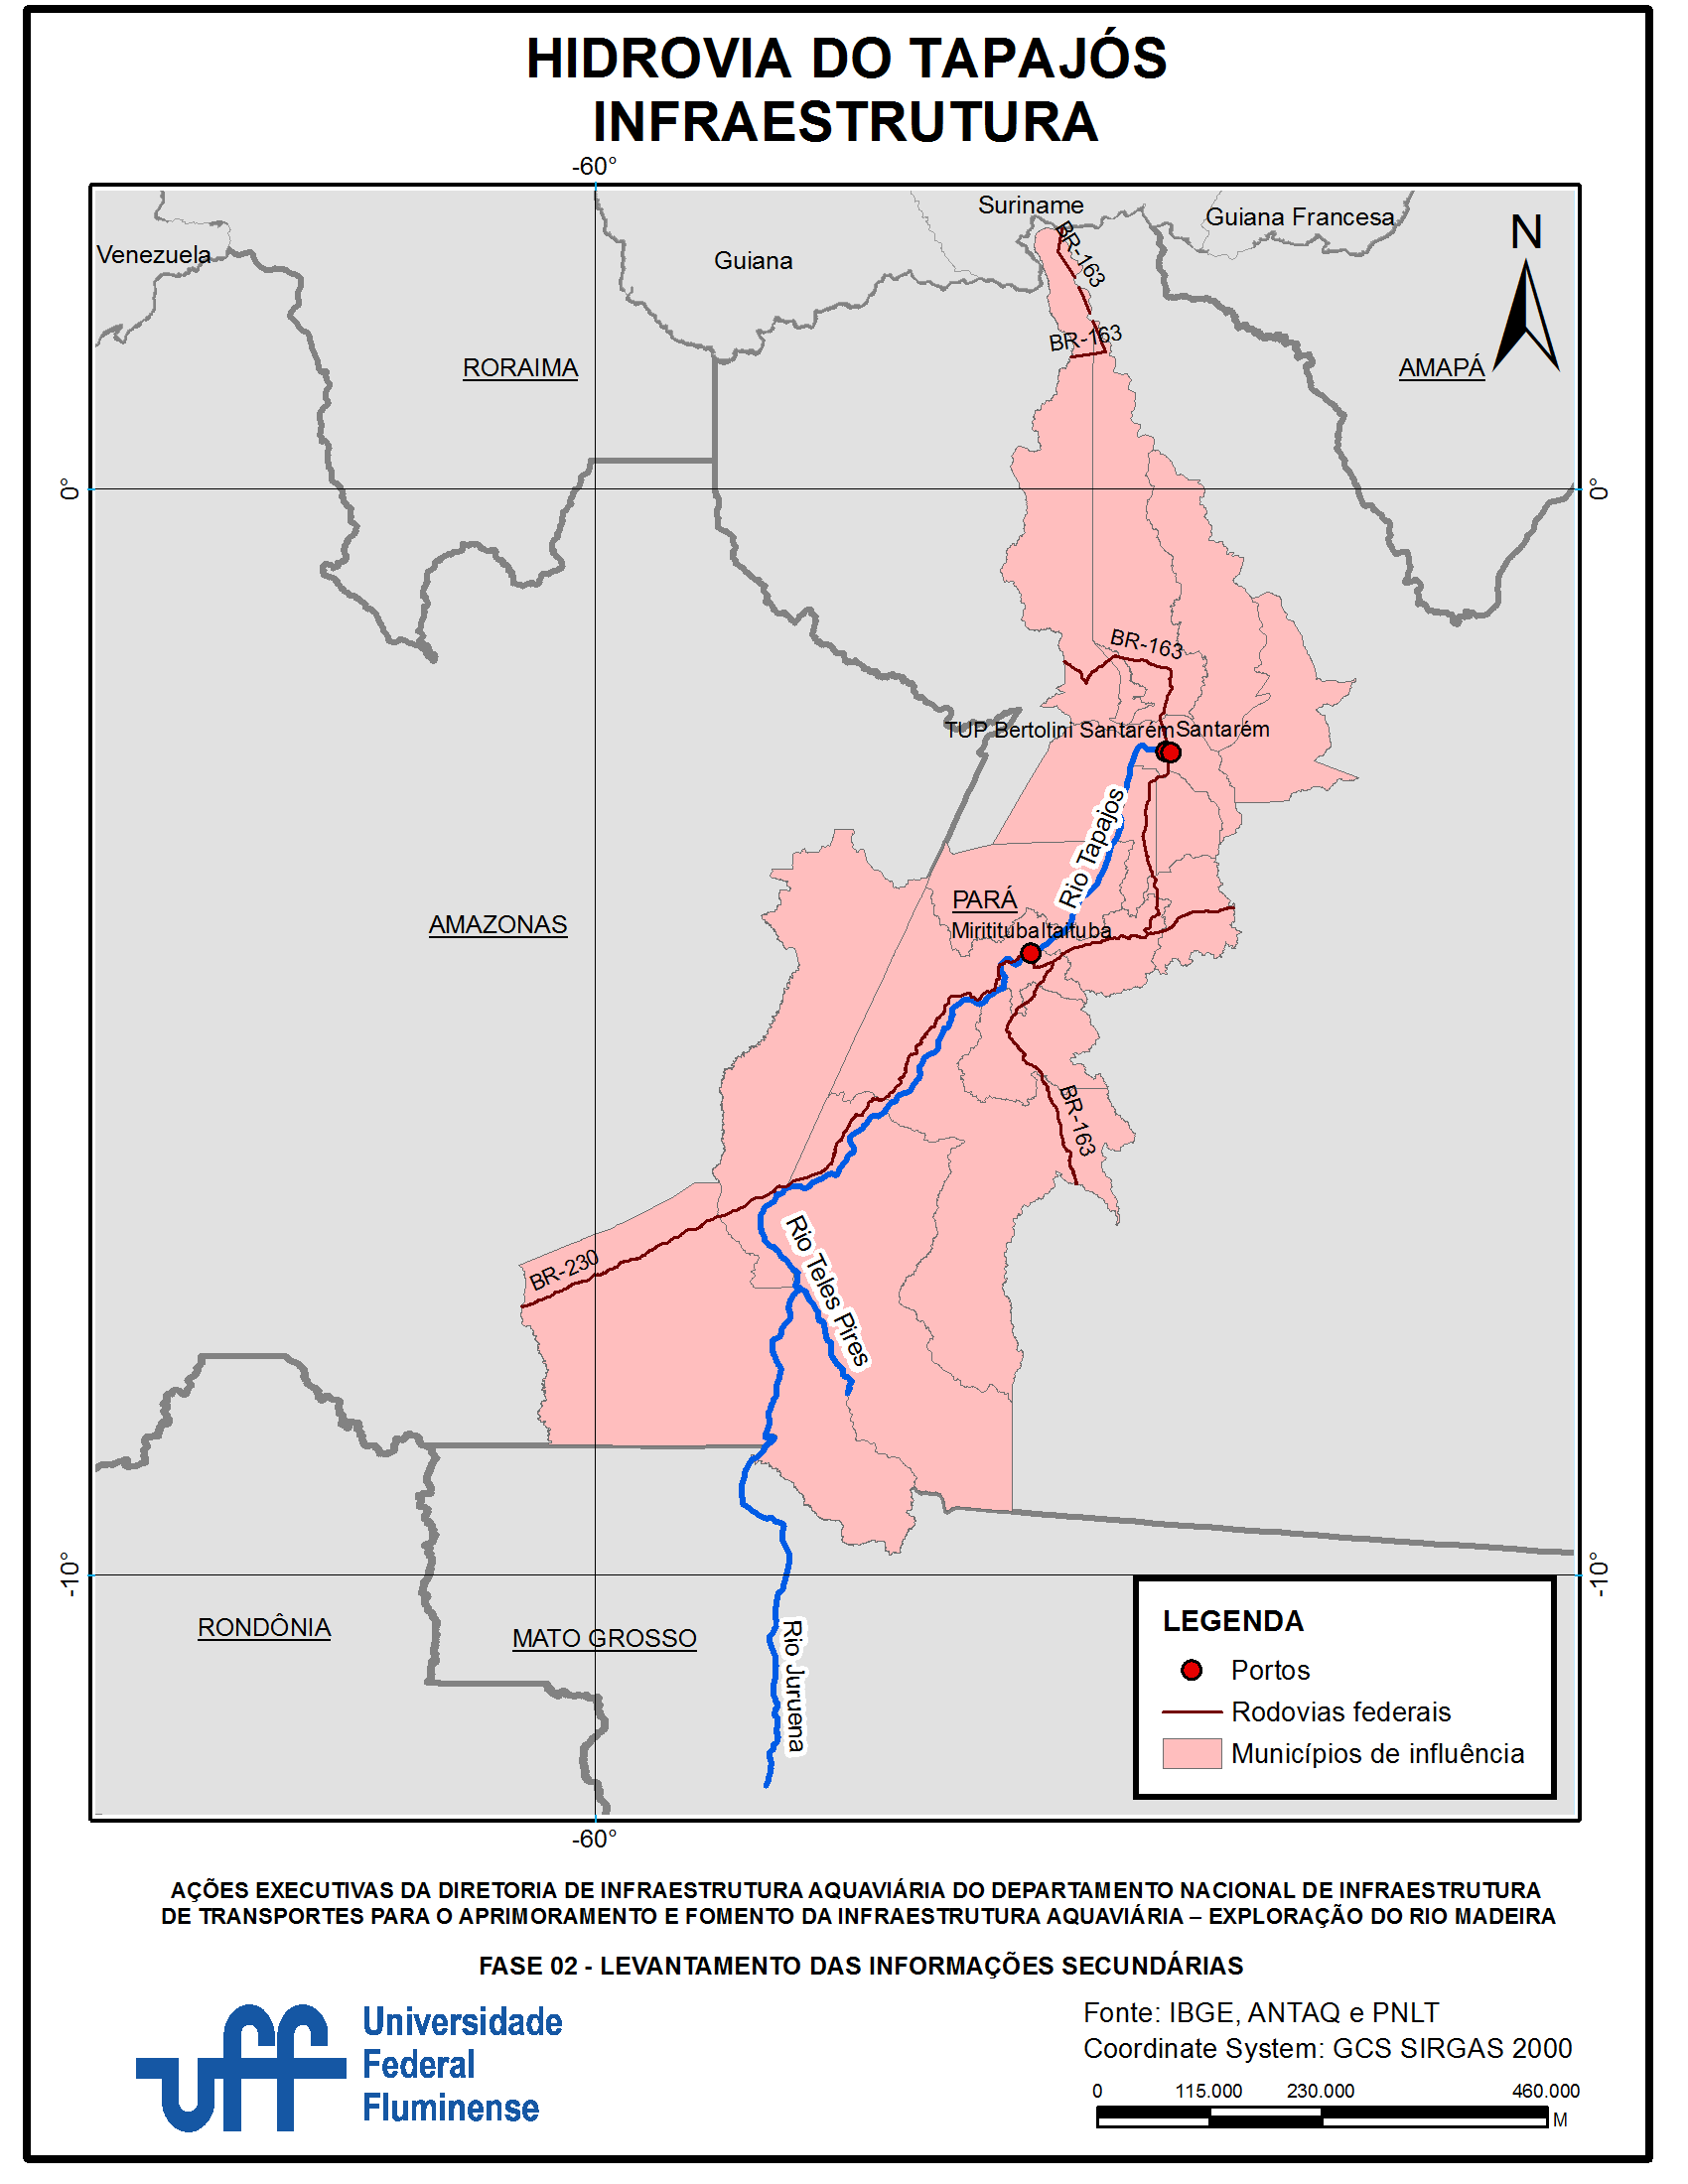 HIDROVIA DO TAPAJÓS
INFRAESTRUTURA
-60°
Suriname
Guiana Francesa
Venezuela
Guiana
N
BR-163
BR-163
RORAIMA
AMAPÁ
0°
0°
BR-163
TUP Bertolini Santarém
Santarém
Rio Tapajos
PARÁ
AMAZONAS
Miritituba
Itaituba
BR-163
Rio Teles Pires
BR-230
-10°
-10°
RONDÔNIA
MATO GROSSO
Rio Juruena
LEGENDA
Portos
Rodovias federais
Municípios de influência
-60°
AÇÕES EXECUTIVAS DA DIRETORIA DE INFRAESTRUTURA AQUAVIÁRIA DO DEPARTAMENTO NACIONAL DE INFRAESTRUTURA
DE TRANSPORTES PARA O APRIMORAMENTO E FOMENTO DA INFRAESTRUTURA AQUAVIÁRIA – EXPLORAÇÃO DO RIO MADEIRA
FASE 02 - LEVANTAMENTO DAS INFORMAÇÕES SECUNDÁRIAS
uff
Universidade
Federal
Fluminense
Fonte: IBGE, ANTAQ e PNLT
Coordinate System: GCS SIRGAS 2000
0 115.000 230.000 460.000
M